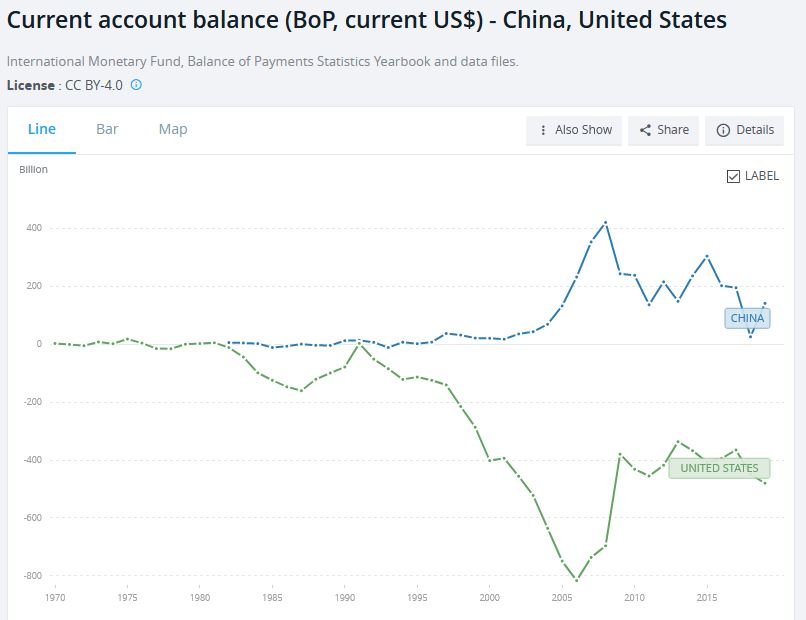 Current account balance (BoP, current US$) - China, United States
International Monetary Fund, Balance of Payments Statistics Yearbook and data files.
License : CC BY-4.0
Line Bar Map Also Show Share Details
Billion
LABEL
400
200
0
-200
-400
-600
-800
CHINA
UNITED STATES
1970 1975 1980 1985 1990 1995 2000 2005 2010 2015